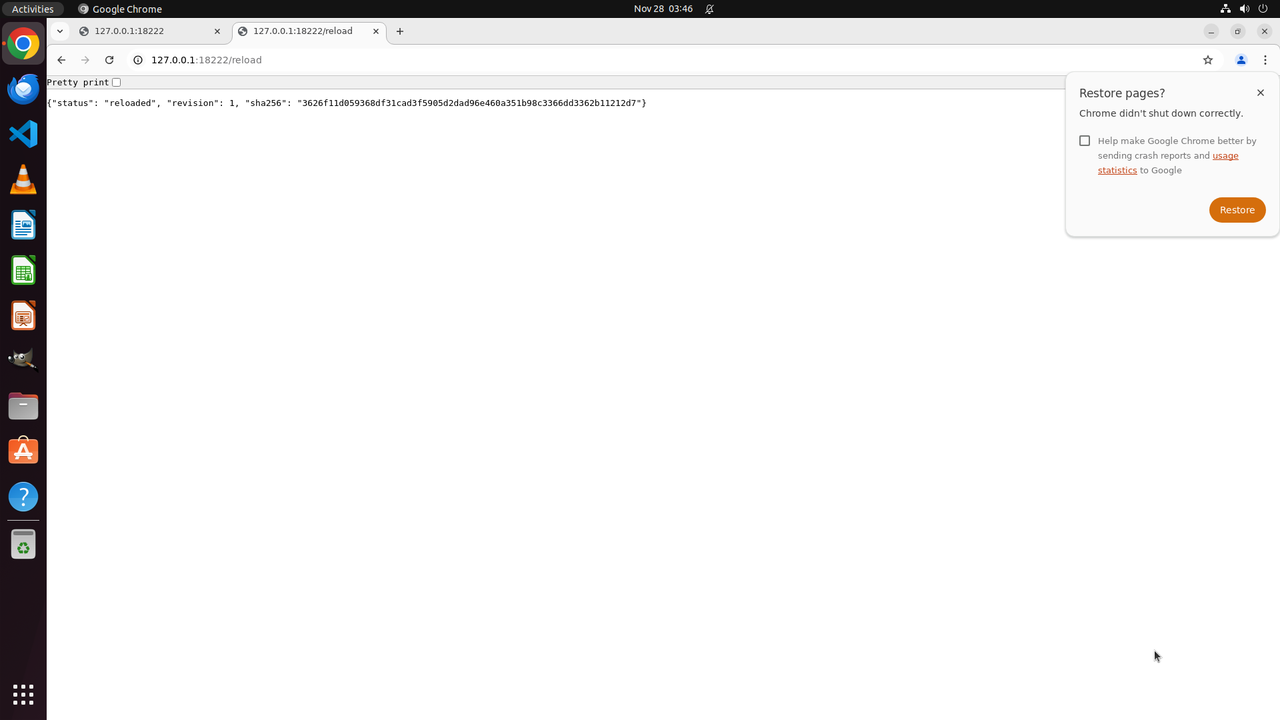 Activities
Google Chrome
Nov 28 03:46
127.0.0.1:18222
127.0.0.1:18222/reload
127.0.0.1:18222/reload
Pretty print
{"status": "reloaded", "revision": 1, "sha256": "3626f11d059368df31cad3f5905d2dad96e460a351b98c3366dd3362b11212d7"}
Restore pages?
Chrome didn't shut down correctly.
Help make Google Chrome better by
sending crash reports and usage
statistics to Google
Restore